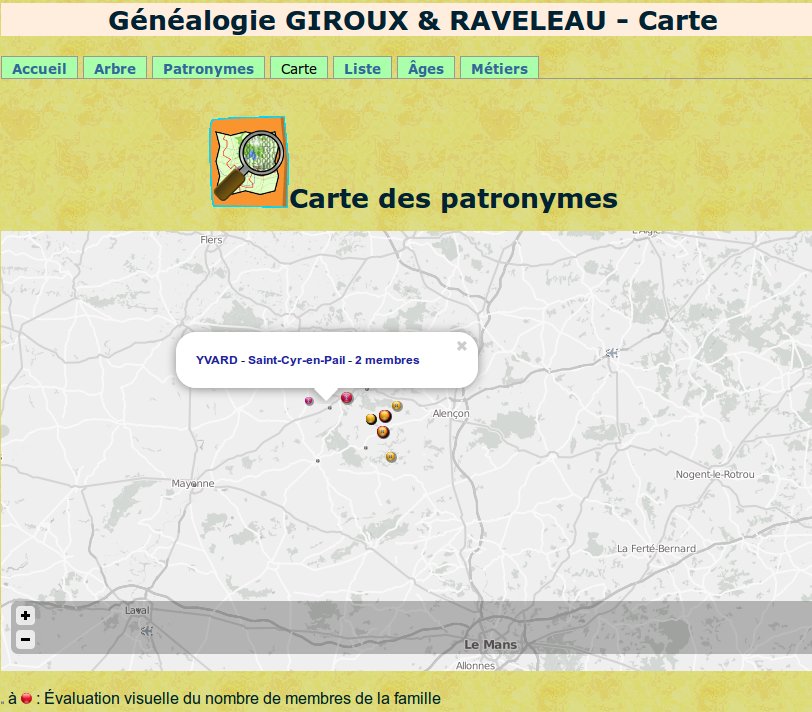 Généalogie GIROUX & RAVELEAU - Carte
Accueil Arbre Patronymes Carte Liste Âges Métiers
Carte des patronymes
Flers
YVARD - Saint-Cyr-en-Pail - 2 membres
Alençon
Mayenne
Nogent-le-Rotrou
La Ferté-Bernard
Laval
Le Mans
Allonnes
à : Évaluation visuelle du nombre de membres de la famille